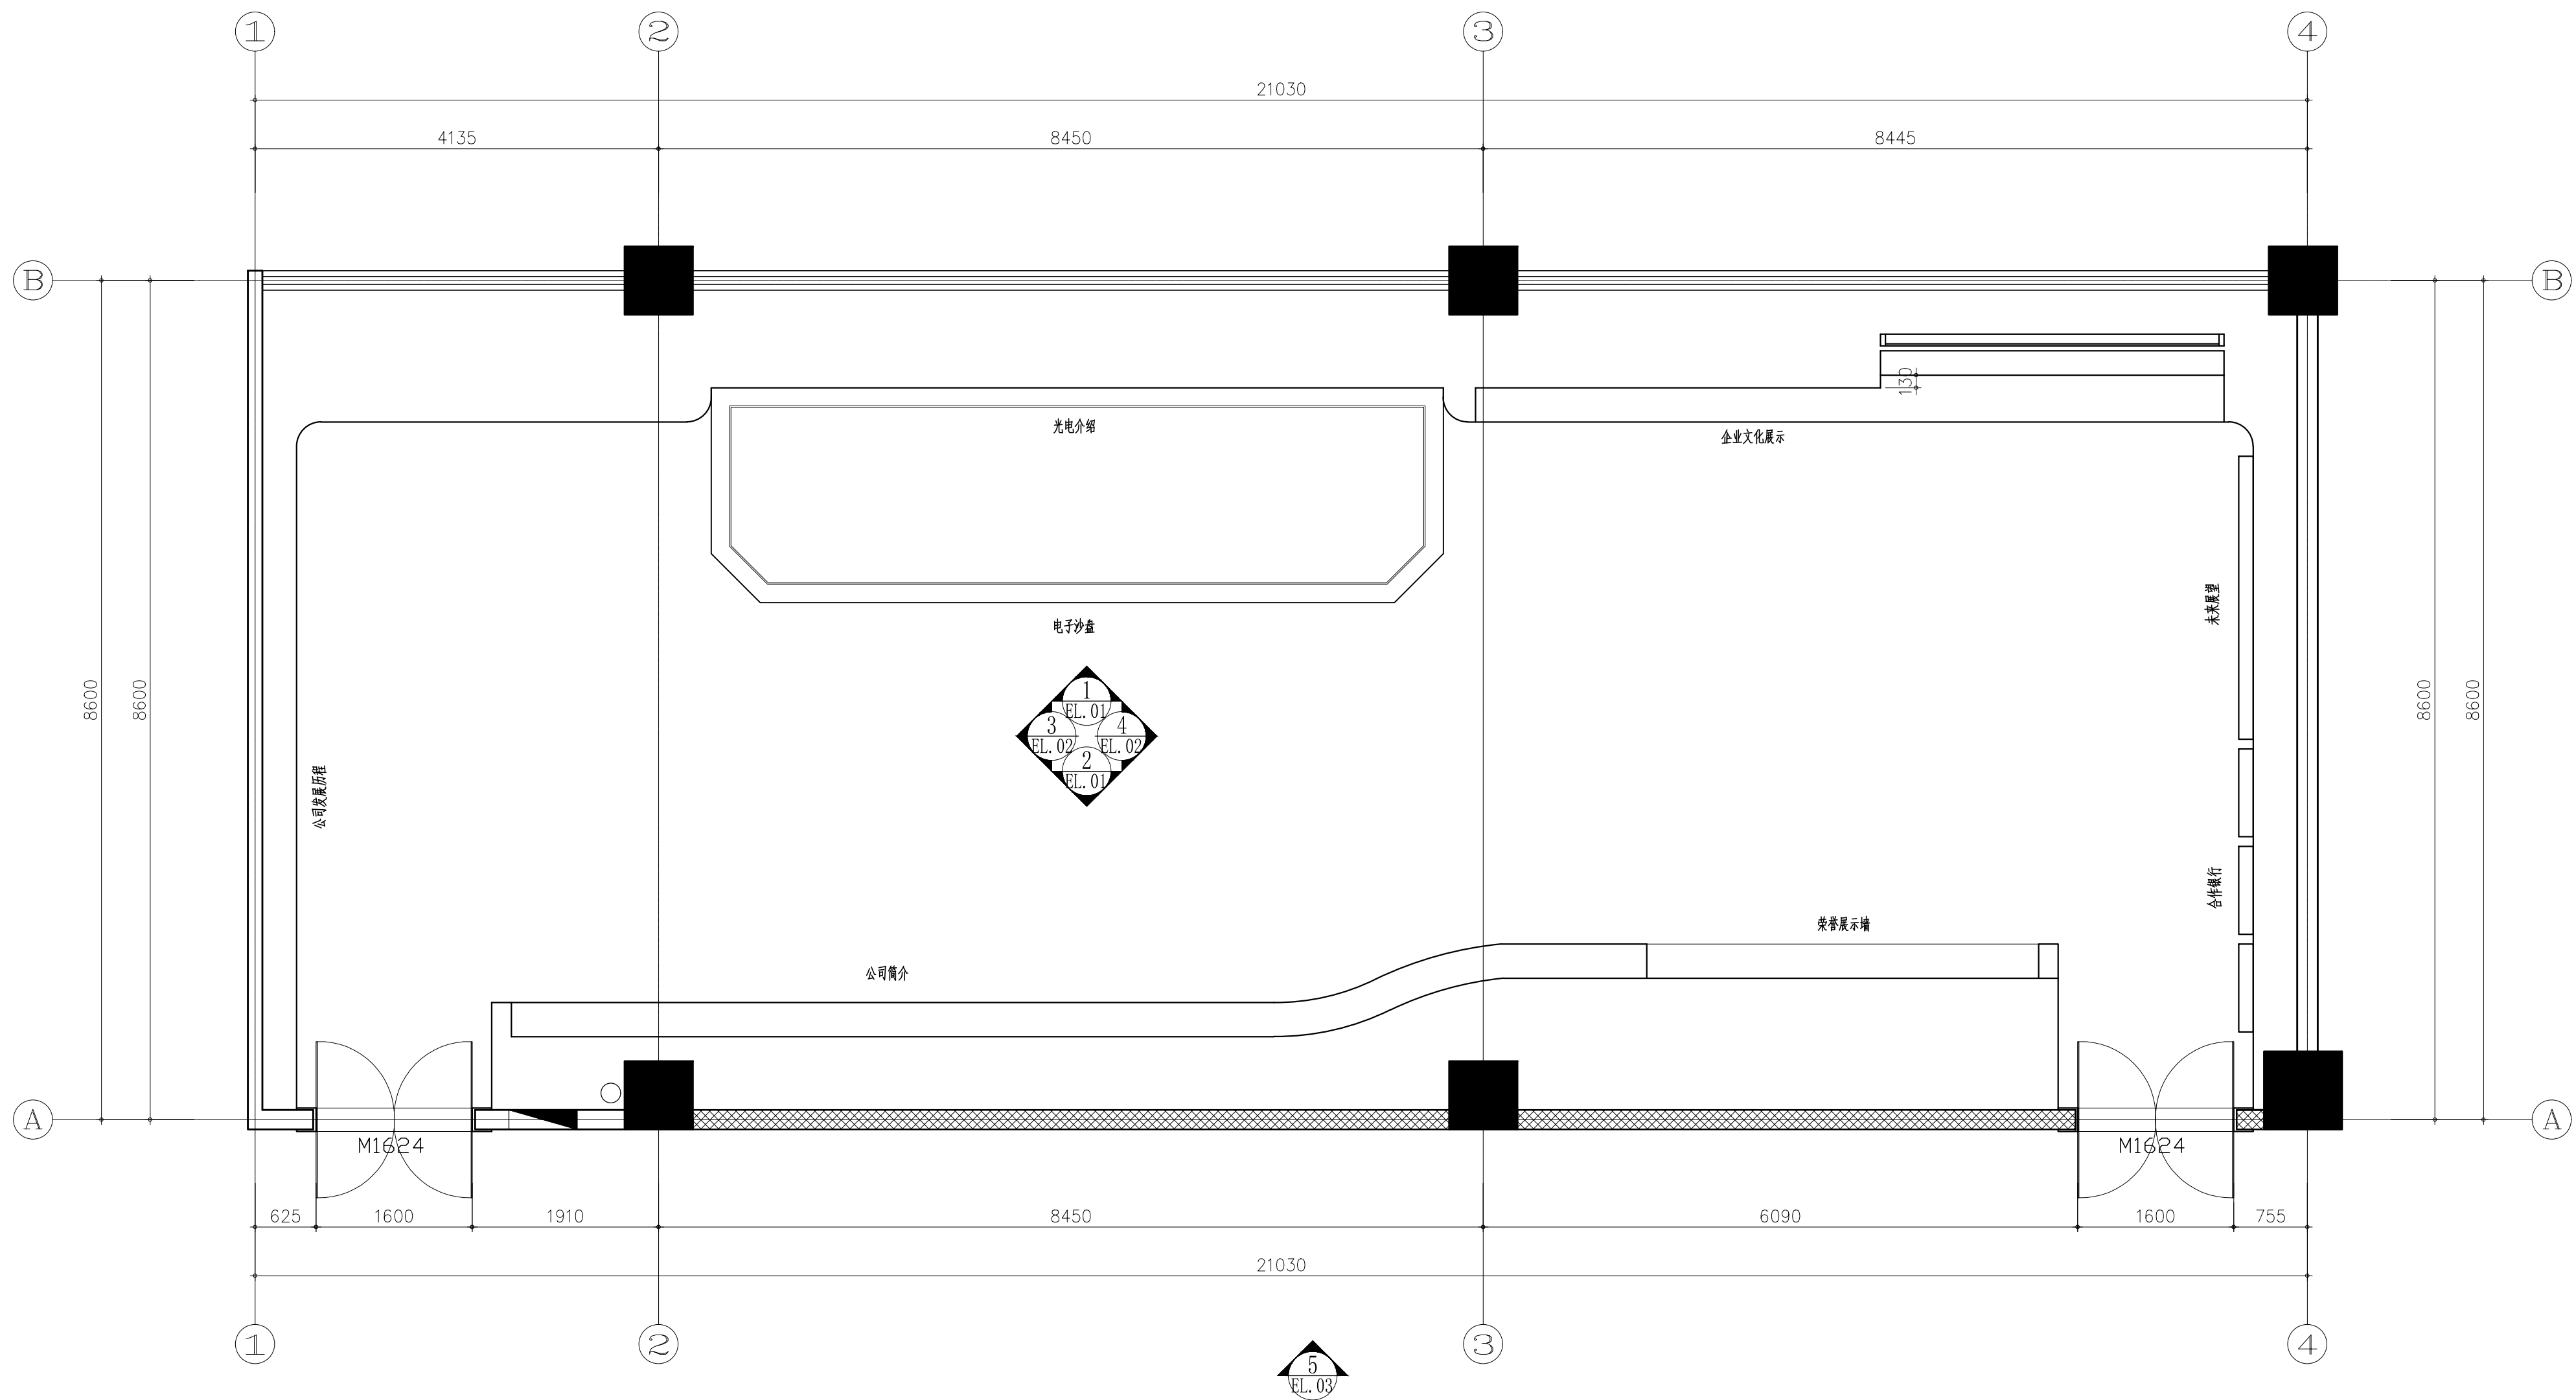 1 2 3 4
21030
4135 8450 8445
B B
130
光电介绍
企业文化展示
未来展望
电子沙盘
8600 8600 8600 8600
1
EL. 01
3 4
EL. 02 EL. 02
2
EL. 01
公司发展历程
合作银行
荣誉展示墙
公司简介
A A
M1624 M1624
625 1600 1910 8450 6090 1600 755
21030
1 2 3 4
5
EL. 03